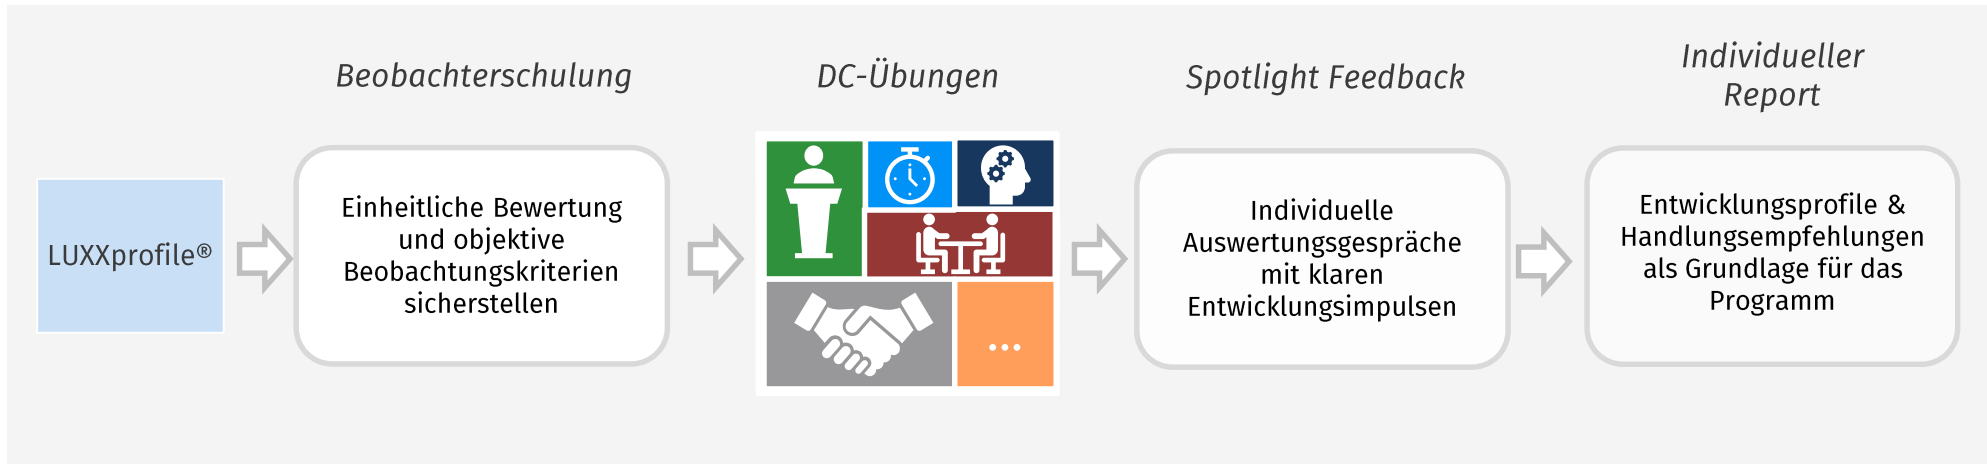 LUXXprofile®
Beobachterschulung
Einheitliche Bewertung
und objektive
Beobachtungskriterien
sicherstellen
DC-Übungen
...
Spotlight Feedback
Individuelle
Auswertungsgespräche
mit klaren
Entwicklungsimpulsen
Individueller
Report
Entwicklungsprofile &
Handlungsempfehlungen
als Grundlage für das
Programm